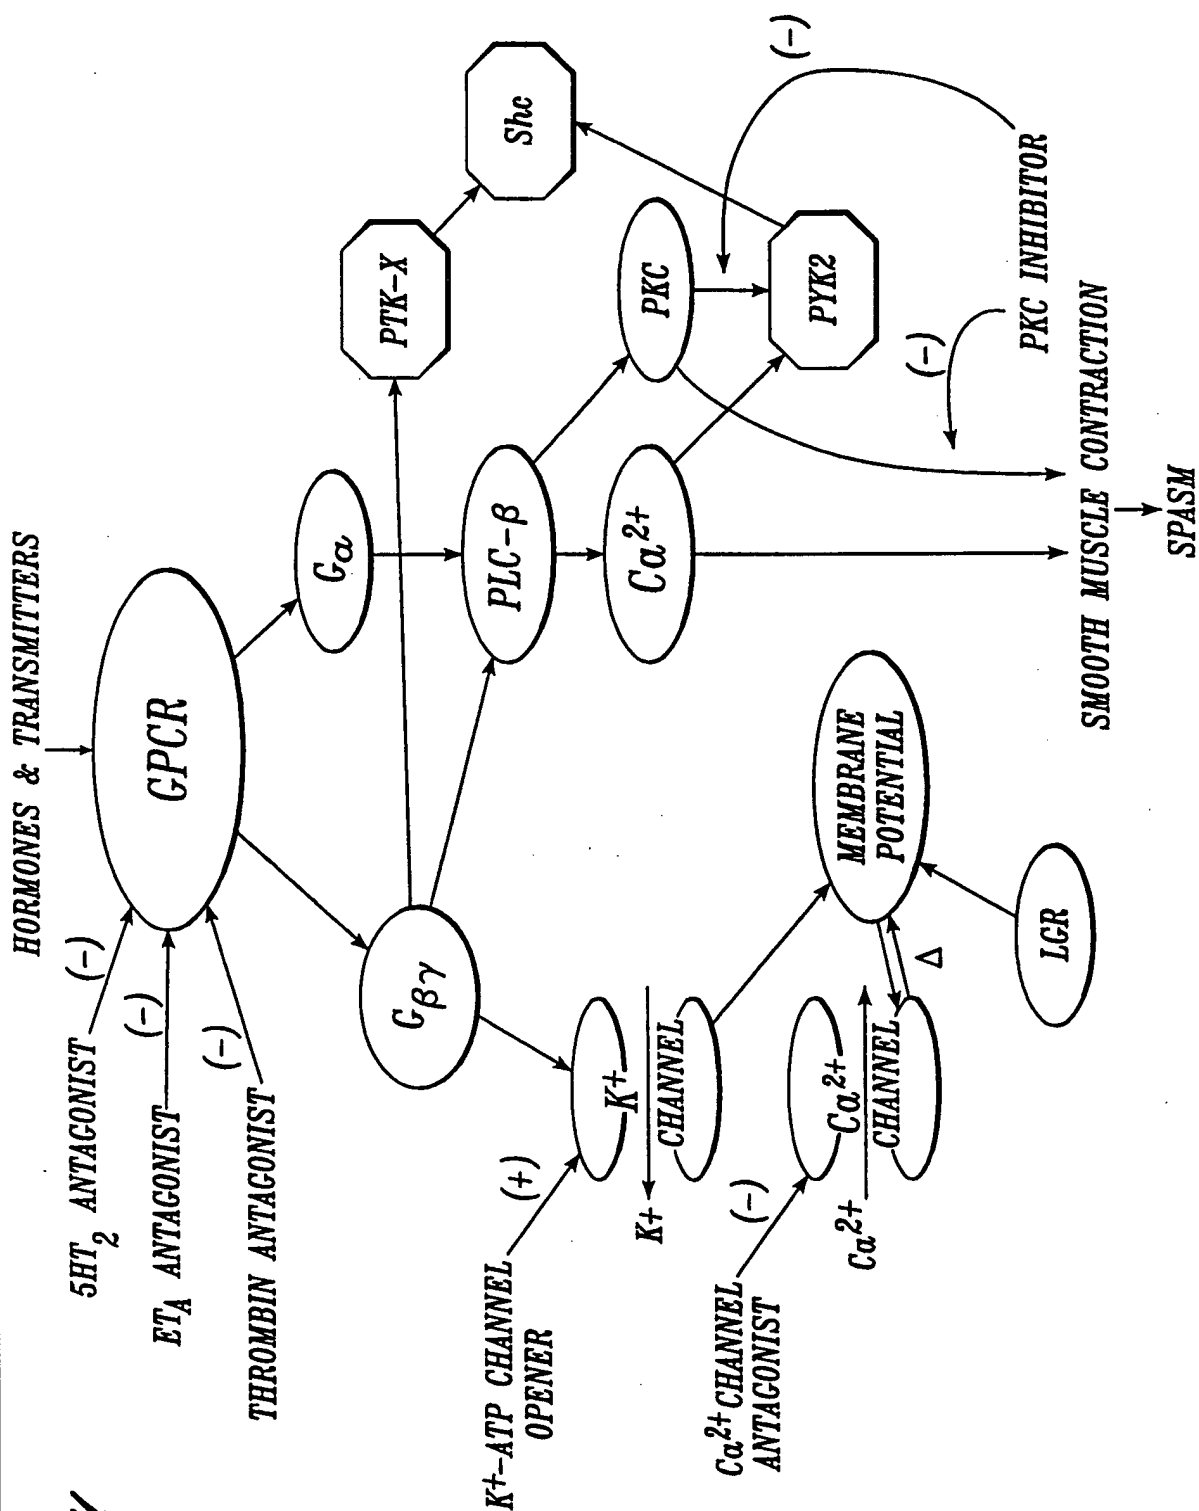 HORMONES & TRANSMITTERS
5HT2 ANTAGONIST
(-)
ETA ANTAGONIST
(-)
THROMBIN ANTAGONIST
(-)
GPCR
Gα
Gβγ
PTK-X
Shc
PLC-β
K+-ATP CHANNEL
OPENER
(+)
K+
CHANNEL
K+
Ca2+
PKC
(-)
PYK2
Ca2+ CHANNEL
ANTAGONIST
(-)
Ca2+
CHANNEL
Ca2+
MEMBRANE
POTENTIAL
Δ
LGR
(-)
PKC INHIBITOR
SMOOTH MUSCLE CONTRACTION
SPASM